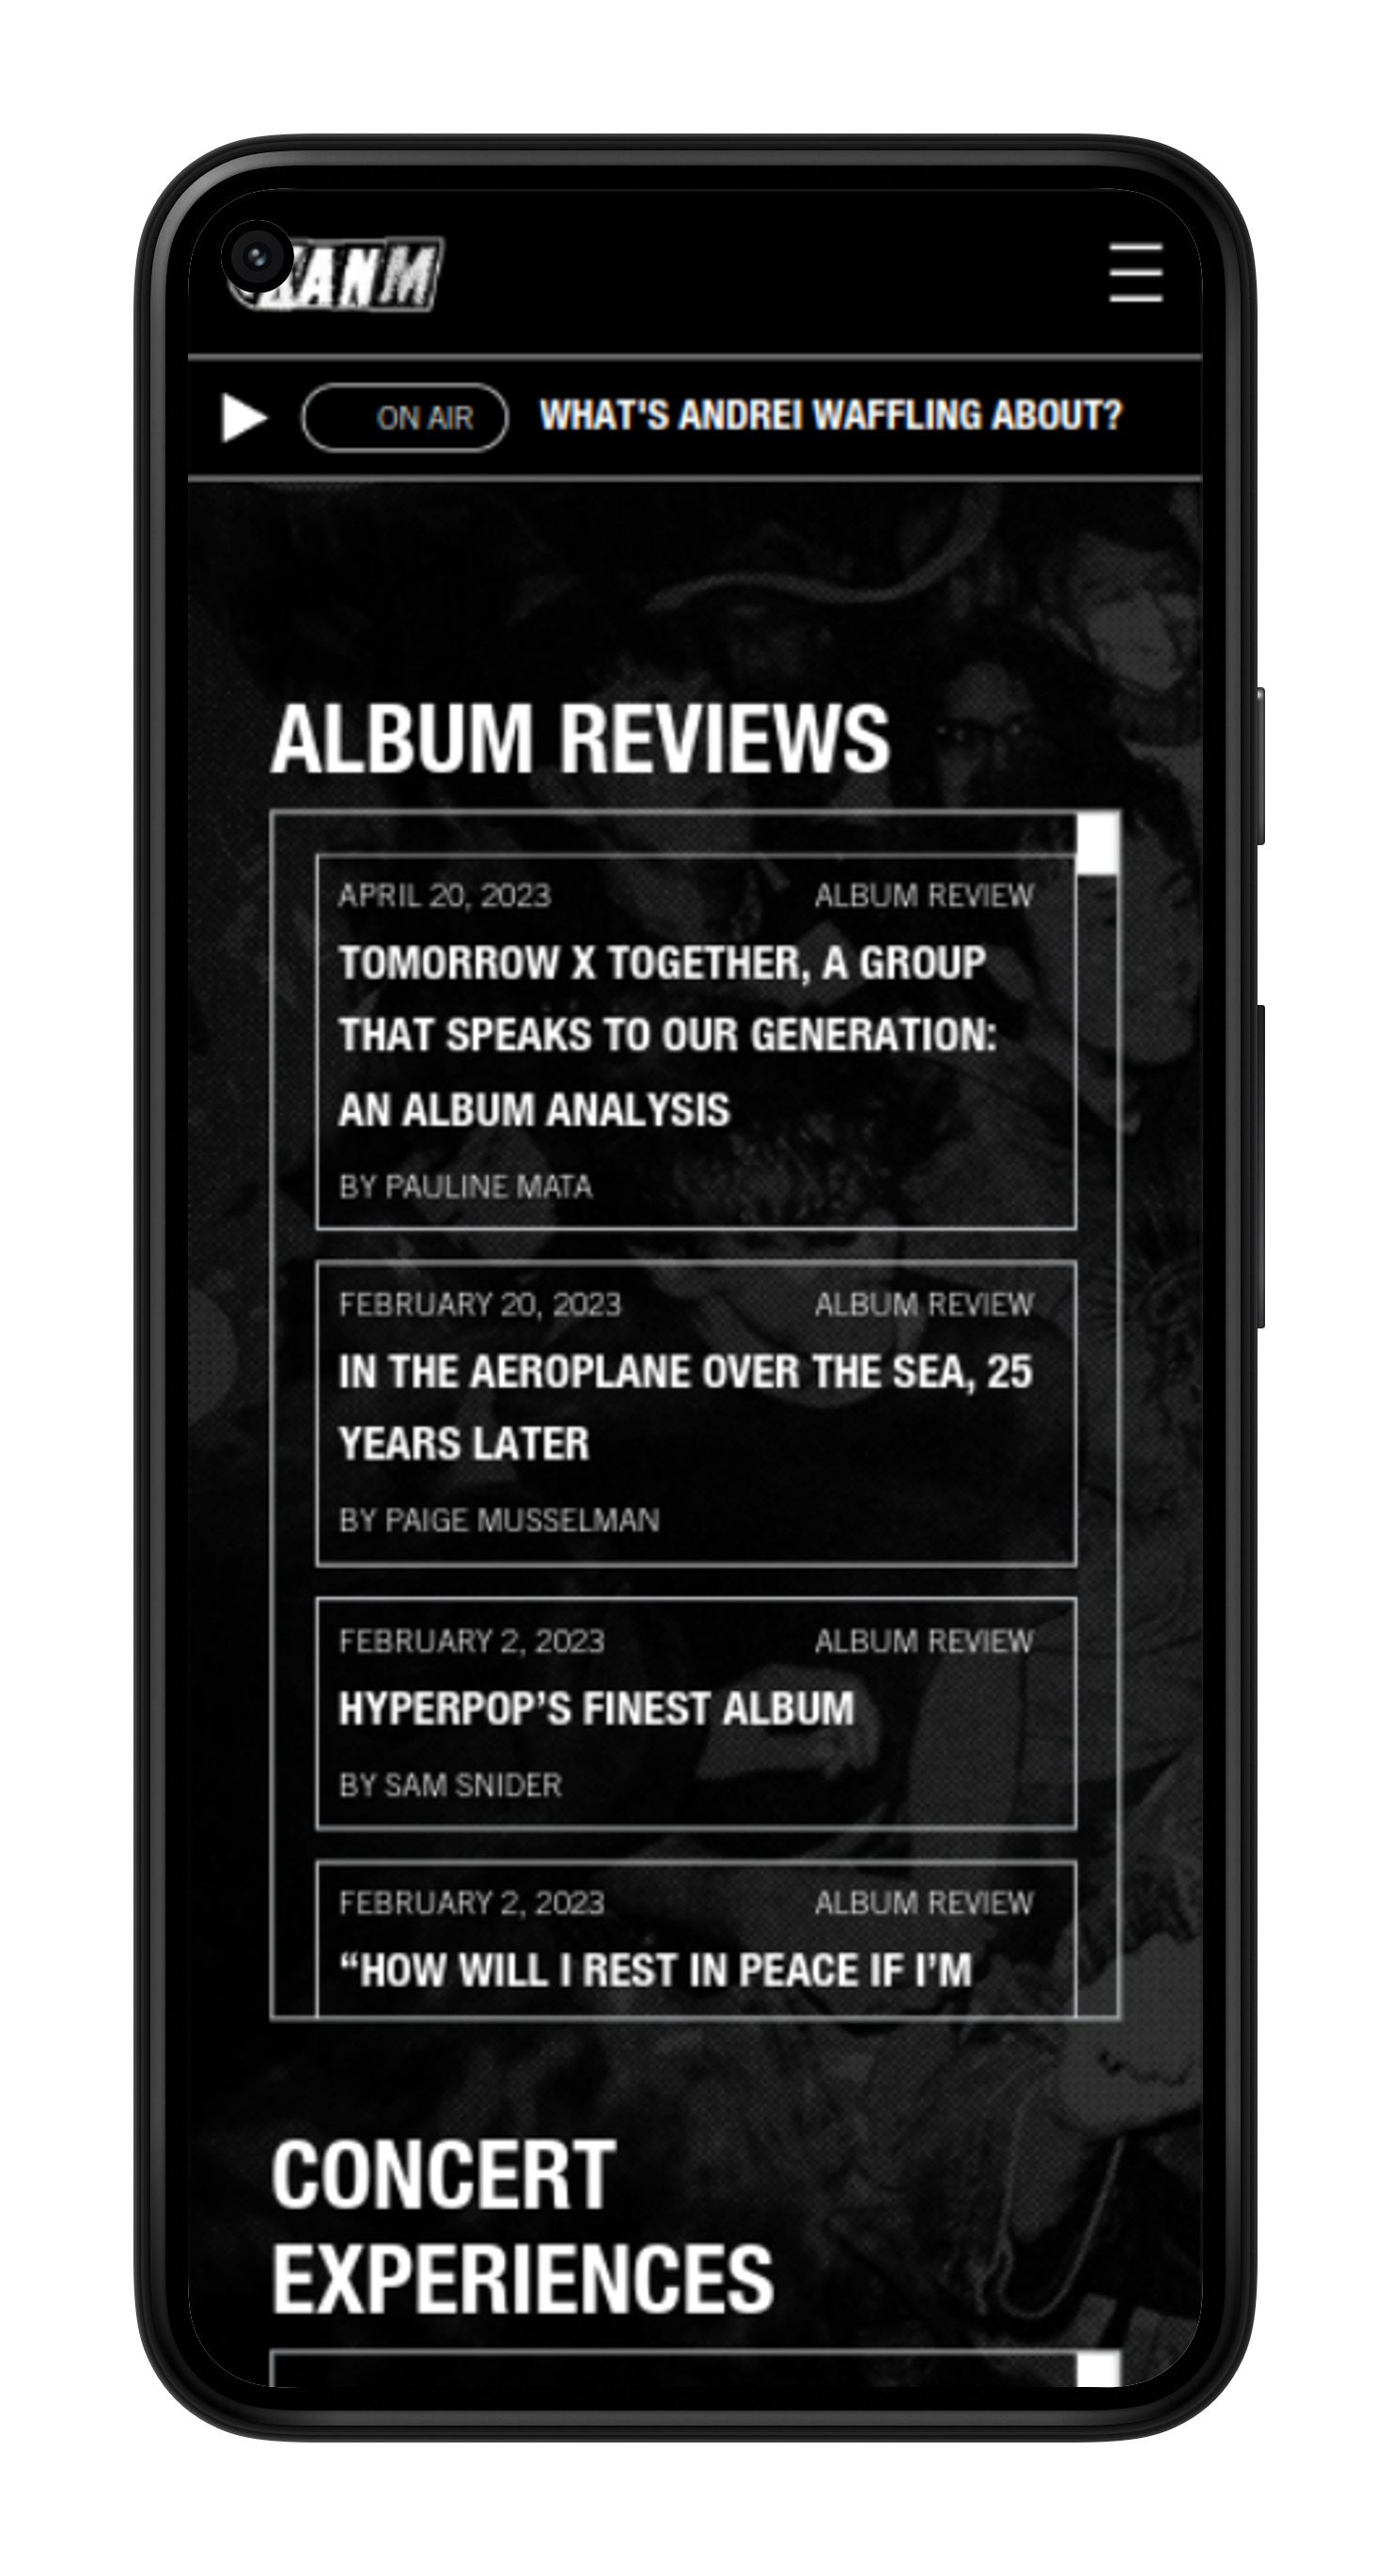 KANM
ON AIR
WHAT'S ANDREI WAFFLING ABOUT?
ALBUM REVIEWS
APRIL 20, 2023
ALBUM REVIEW
TOMORROW X TOGETHER, A GROUP
THAT SPEAKS TO OUR GENERATION:
AN ALBUM ANALYSIS
BY PAULINE MATA
FEBRUARY 20, 2023
ALBUM REVIEW
IN THE AEROPLANE OVER THE SEA, 25
YEARS LATER
BY PAIGE MUSSELMAN
FEBRUARY 2, 2023
ALBUM REVIEW
HYPERPOP’S FINEST ALBUM
BY SAM SNIDER
FEBRUARY 2, 2023
ALBUM REVIEW
“HOW WILL I REST IN PEACE IF I’M
CONCERT
EXPERIENCES